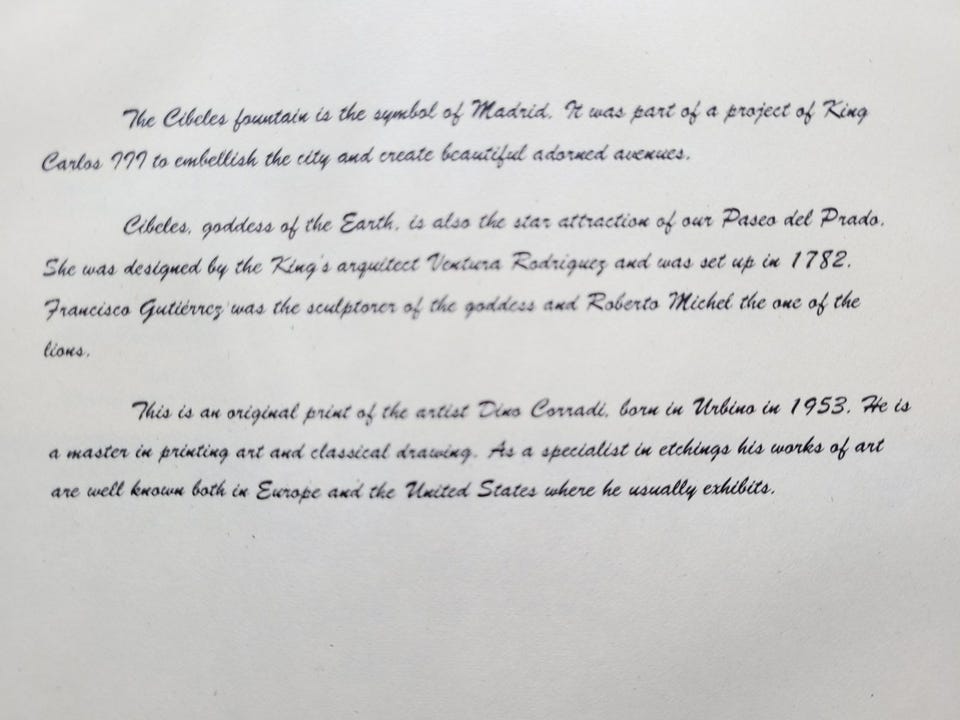 The Cibeles fountain is the symbol of Madrid. It was part of a project of King
Carlos III to embellish the city and create beautiful adorned avenues.
Cibeles, goddess of the Earth, is also the star attraction of our Paseo del Prado.
She was designed by the King's arquitect Ventura Rodriguez and was set up in 1782.
Francisco Gutiérrez was the sculptorer of the goddess and Roberto Michel the one of the
lions.
This is an original print of the artist Dino Corradi, born in Urbino in 1953. He is
a master in printing art and classical drawing. As a specialist in etchings his works of art
are well known both in Europe and the United States where he usually exhibits.